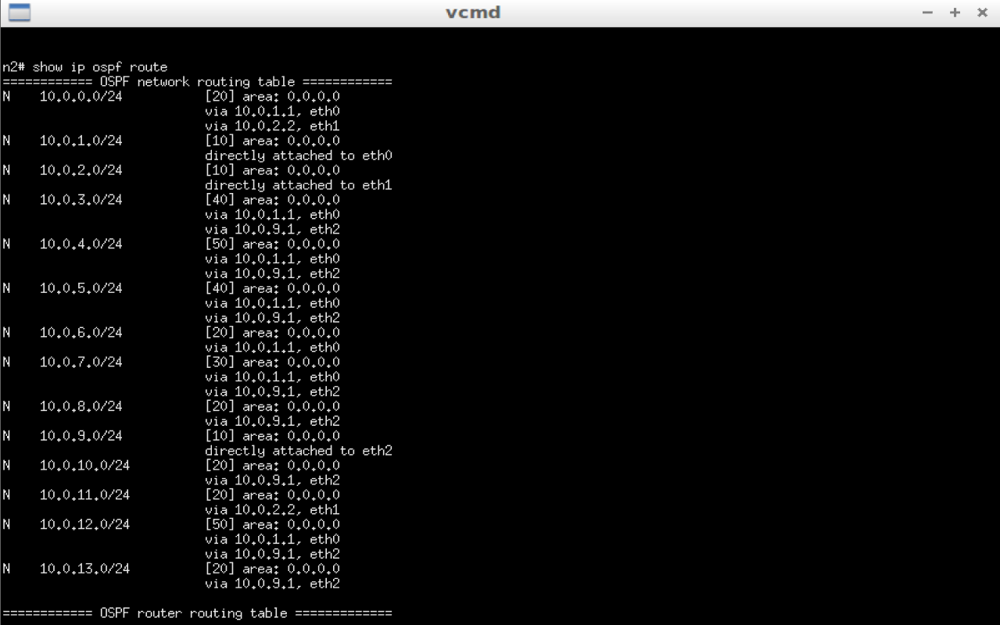 vcmd
n2# show ip ospf route
============ OSPF network routing table ============
N    10.0.0.0/24           [20] area: 0.0.0.0
                           via 10.0.1.1, eth0
                           via 10.0.2.2, eth1
N    10.0.1.0/24           [10] area: 0.0.0.0
                           directly attached to eth0
N    10.0.2.0/24           [10] area: 0.0.0.0
                           directly attached to eth1
N    10.0.3.0/24           [40] area: 0.0.0.0
                           via 10.0.1.1, eth0
                           via 10.0.9.1, eth2
N    10.0.4.0/24           [50] area: 0.0.0.0
                           via 10.0.1.1, eth0
                           via 10.0.9.1, eth2
N    10.0.5.0/24           [40] area: 0.0.0.0
                           via 10.0.1.1, eth0
                           via 10.0.9.1, eth2
N    10.0.6.0/24           [20] area: 0.0.0.0
                           via 10.0.1.1, eth0
N    10.0.7.0/24           [30] area: 0.0.0.0
                           via 10.0.1.1, eth0
                           via 10.0.9.1, eth2
N    10.0.8.0/24           [20] area: 0.0.0.0
                           via 10.0.9.1, eth2
N    10.0.9.0/24           [10] area: 0.0.0.0
                           directly attached to eth2
N    10.0.10.0/24          [20] area: 0.0.0.0
                           via 10.0.9.1, eth2
N    10.0.11.0/24          [20] area: 0.0.0.0
                           via 10.0.2.2, eth1
N    10.0.12.0/24          [50] area: 0.0.0.0
                           via 10.0.1.1, eth0
                           via 10.0.9.1, eth2
N    10.0.13.0/24          [20] area: 0.0.0.0
                           via 10.0.9.1, eth2
============ OSPF router routing table =============